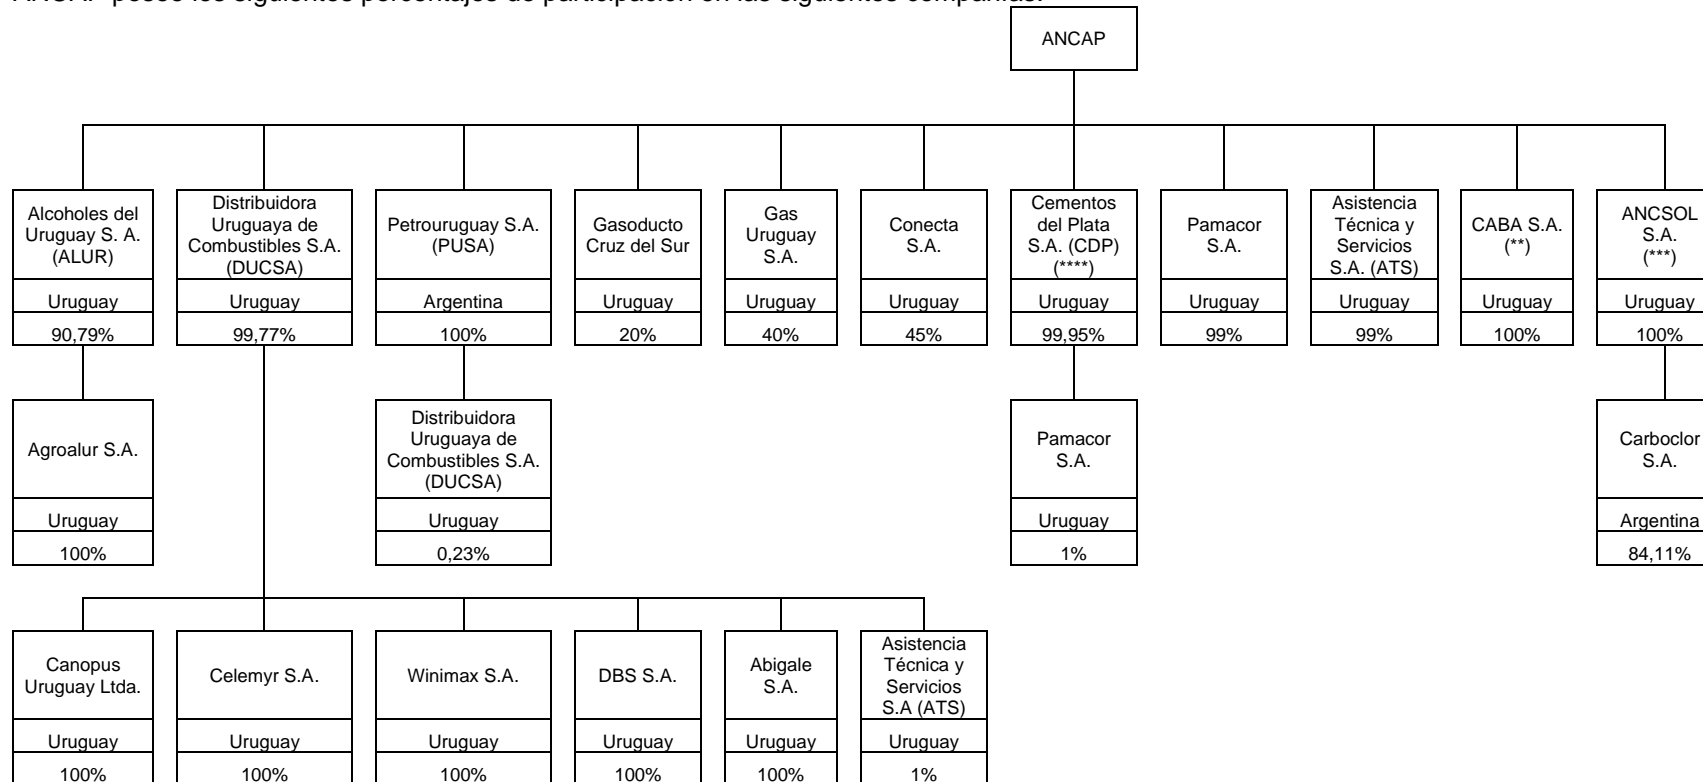 ANCAP posee los siguientes porcentajes de participación en las siguientes compañías:
ANCAP
Alcoholes del
Uruguay S. A.
(ALUR)
Uruguay
90,79%
Distribuidora
Uruguaya de
Combustibles S.A.
(DUCSA)
Uruguay
99,77%
Petrouruguay S.A.
(PUSA)
Argentina
100%
Gasoducto
Cruz del Sur
Uruguay
20%
Gas
Uruguay
S.A.
Uruguay
40%
Conecta
S.A.
Uruguay
45%
Cementos
del Plata
S.A. (CDP)
(****)
Uruguay
99,95%
Pamacor
S.A.
Uruguay
99%
Asistencia
Técnica y
Servicios
S.A. (ATS)
Uruguay
99%
CABA S.A.
(**)
Uruguay
100%
ANCSOL
S.A.
(***)
Uruguay
100%
Agroalur S.A.
Uruguay
100%
Distribuidora
Uruguaya de
Combustibles S.A.
(DUCSA)
Uruguay
0,23%
Pamacor
S.A.
Uruguay
1%
Carboclor
S.A.
Argentina
84,11%
Canopus
Uruguay Ltda.
Uruguay
100%
Celemyr S.A.
Uruguay
100%
Winimax S.A.
Uruguay
100%
DBS S.A.
Uruguay
100%
Abigale
S.A.
Uruguay
100%
Asistencia
Técnica y
Servicios
S.A (ATS)
Uruguay
1%